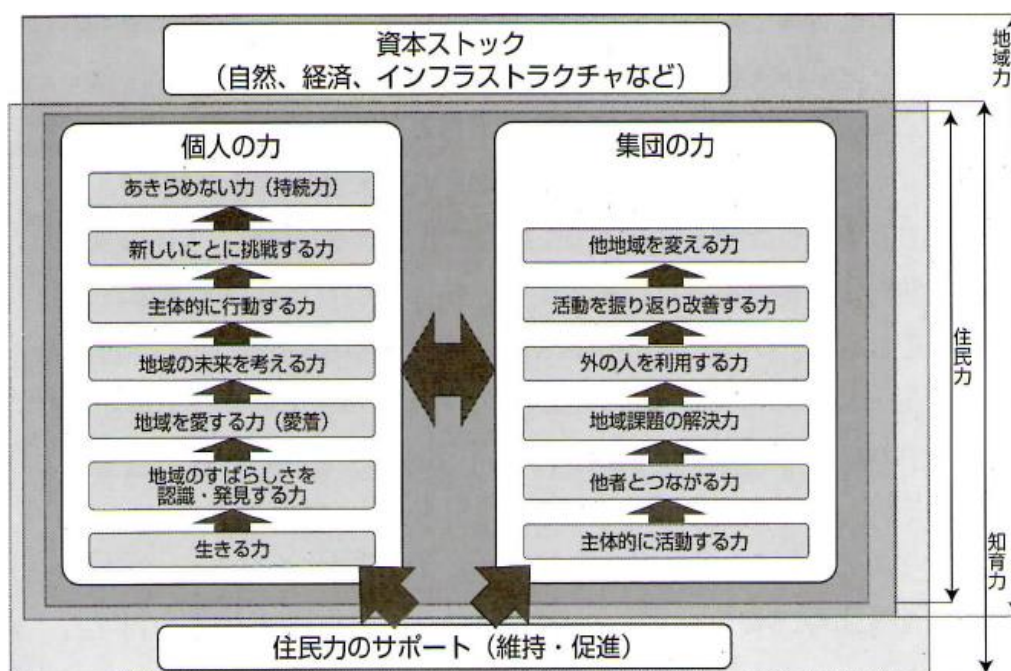 資本ストック
（自然、経済、インフラストラクチャなど）
個人の力
あきらめない力（持続力）
新しいことに挑戦する力
主体的に行動する力
地域の未来を考える力
地域を愛する力（愛着）
地域のすばらしさを
認識・発見する力
生きる力
集団の力
他地域を変える力
活動を振り返り改善する力
外の人を利用する力
地域課題の解決力
他者とつながる力
主体的に活動する力
住民力のサポート（維持・促進）
地域力
住民力
知育力